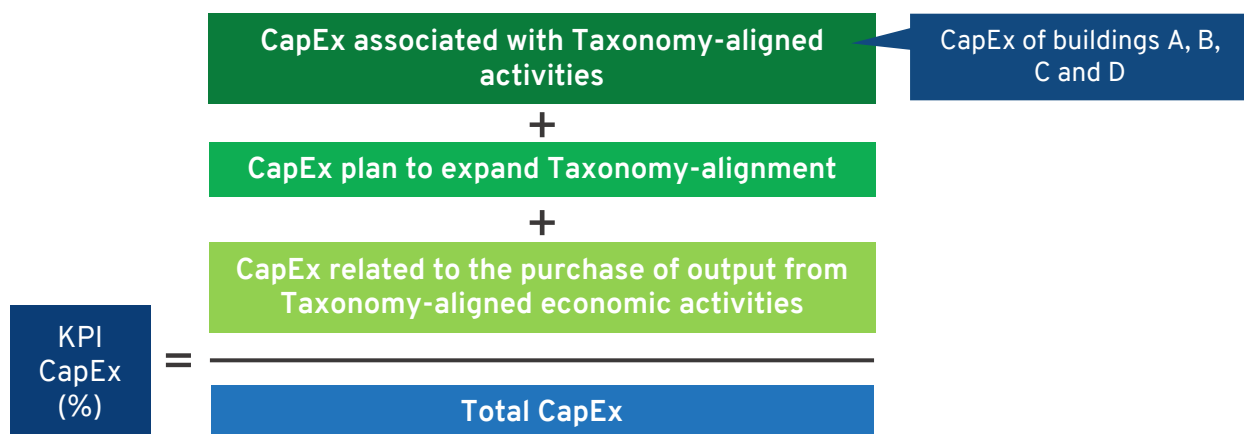 CapEx associated with Taxonomy-aligned
activities
CapEx of buildings A, B,
C and D
+
CapEx plan to expand Taxonomy-alignment
+
CapEx related to the purchase of output from
Taxonomy-aligned economic activities
KPI
CapEx
(%)
=
Total CapEx